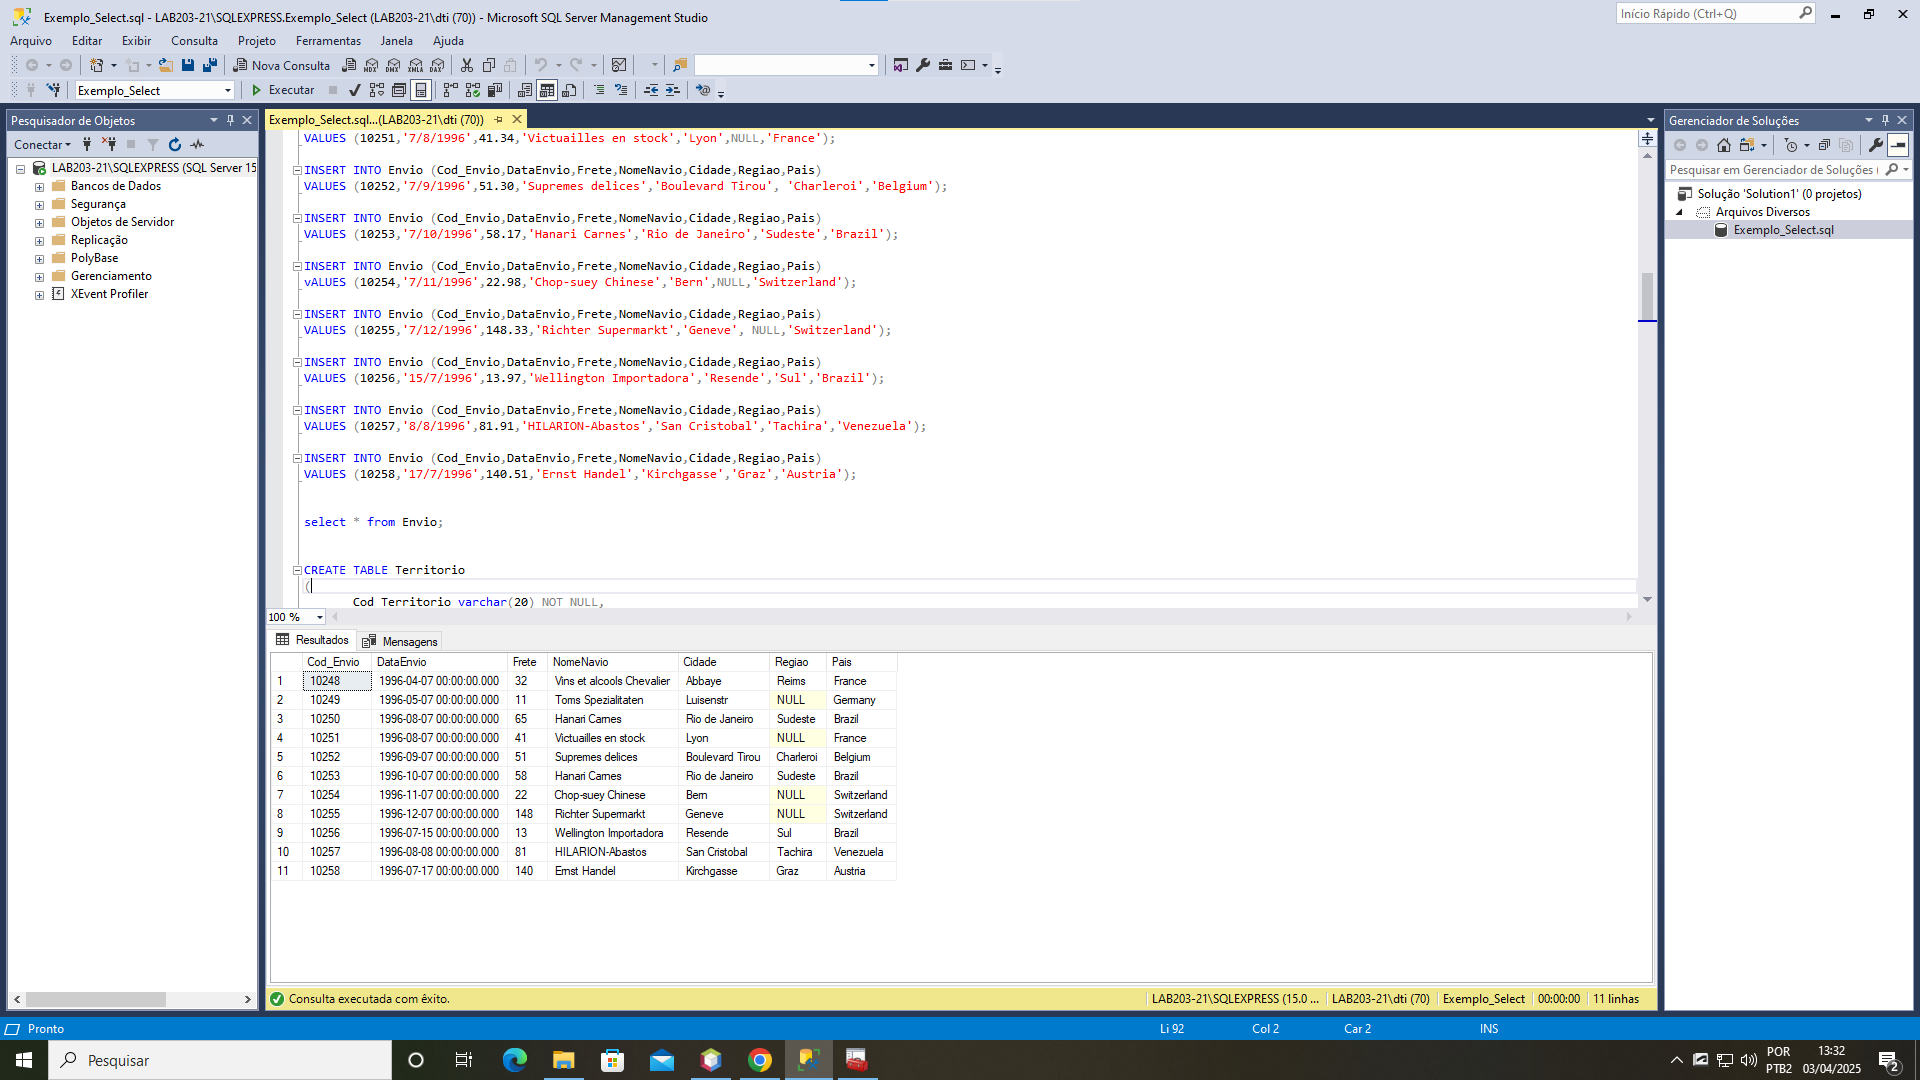 Exemplo_Select.sql - LAB203-21\SQLEXPRESS.Exemplo_Select (LAB203-21\dti (70)) - Microsoft SQL Server Management Studio
Início Rápido (Ctrl+Q)
Arquivo Editar Exibir Consulta Projeto Ferramentas Janela Ajuda
Nova Consulta
Exemplo_Select Executar
Pesquisador de Objetos
Conectar
LAB203-21\SQLEXPRESS (SQL Server 15
Bancos de Dados
Segurança
Objetos de Servidor
Replicação
PolyBase
Gerenciamento
XEvent Profiler
Exemplo_Select.sql...(LAB203-21\dti (70))
VALUES (10251,'7/8/1996',41.34,'Victuailles en stock','Lyon',NULL,'France');
INSERT INTO Envio (Cod_Envio,DataEnvio,Frete,NomeNavio,Cidade,Regiao,Pais)
VALUES (10252,'7/9/1996',51.30,'Supremes delices','Boulevard Tirou', 'Charleroi','Belgium');
INSERT INTO Envio (Cod_Envio,DataEnvio,Frete,NomeNavio,Cidade,Regiao,Pais)
VALUES (10253,'7/10/1996',58.17,'Hanari Carnes','Rio de Janeiro','Sudeste','Brazil');
INSERT INTO Envio (Cod_Envio,DataEnvio,Frete,NomeNavio,Cidade,Regiao,Pais)
vALUES (10254,'7/11/1996',22.98,'Chop-suey Chinese','Bern',NULL,'Switzerland');
INSERT INTO Envio (Cod_Envio,DataEnvio,Frete,NomeNavio,Cidade,Regiao,Pais)
VALUES (10255,'7/12/1996',148.33,'Richter Supermarkt','Geneve', NULL,'Switzerland');
INSERT INTO Envio (Cod_Envio,DataEnvio,Frete,NomeNavio,Cidade,Regiao,Pais)
VALUES (10256,'15/7/1996',13.97,'Wellington Importadora','Resende','Sul','Brazil');
INSERT INTO Envio (Cod_Envio,DataEnvio,Frete,NomeNavio,Cidade,Regiao,Pais)
VALUES (10257,'8/8/1996',81.91,'HILARION-Abastos','San Cristobal','Tachira','Venezuela');
INSERT INTO Envio (Cod_Envio,DataEnvio,Frete,NomeNavio,Cidade,Regiao,Pais)
VALUES (10258,'17/7/1996',140.51,'Ernst Handel','Kirchgasse','Graz','Austria');
select * from Envio;
CREATE TABLE Territorio
(
Cod Territorio varchar(20) NOT NULL,
100 %
Resultados Mensagens
Cod_Envio DataEnvio Frete NomeNavio Cidade Regiao Pais
1 10248 1996-04-07 00:00:00.000 32 Vins et alcools Chevalier Abbaye Reims France
2 10249 1996-05-07 00:00:00.000 11 Toms Spezialitaten Luisenstr NULL Germany
3 10250 1996-08-07 00:00:00.000 65 Hanari Carnes Rio de Janeiro Sudeste Brazil
4 10251 1996-08-07 00:00:00.000 41 Victuailles en stock Lyon NULL France
5 10252 1996-09-07 00:00:00.000 51 Supremes delices Boulevard Tirou Charleroi Belgium
6 10253 1996-10-07 00:00:00.000 58 Hanari Carnes Rio de Janeiro Sudeste Brazil
7 10254 1996-11-07 00:00:00.000 22 Chop-suey Chinese Bern NULL Switzerland
8 10255 1996-12-07 00:00:00.000 148 Richter Supermarkt Geneve NULL Switzerland
9 10256 1996-07-15 00:00:00.000 13 Wellington Importadora Resende Sul Brazil
10 10257 1996-08-08 00:00:00.000 81 HILARION-Abastos San Cristobal Tachira Venezuela
11 10258 1996-07-17 00:00:00.000 140 Ernst Handel Kirchgasse Graz Austria
Consulta executada com êxito. LAB203-21\SQLEXPRESS (15.0 ... LAB203-21\dti (70) Exemplo_Select 00:00:00 11 linhas
Gerenciador de Soluções
Pesquisar em Gerenciador de Soluções (
Solução 'Solution1' (0 projetos)
Arquivos Diversos
Exemplo_Select.sql
Pronto Li 92 Col 2 Car 2 INS
Pesquisar
POR
PTB2
13:32
03/04/2025
2